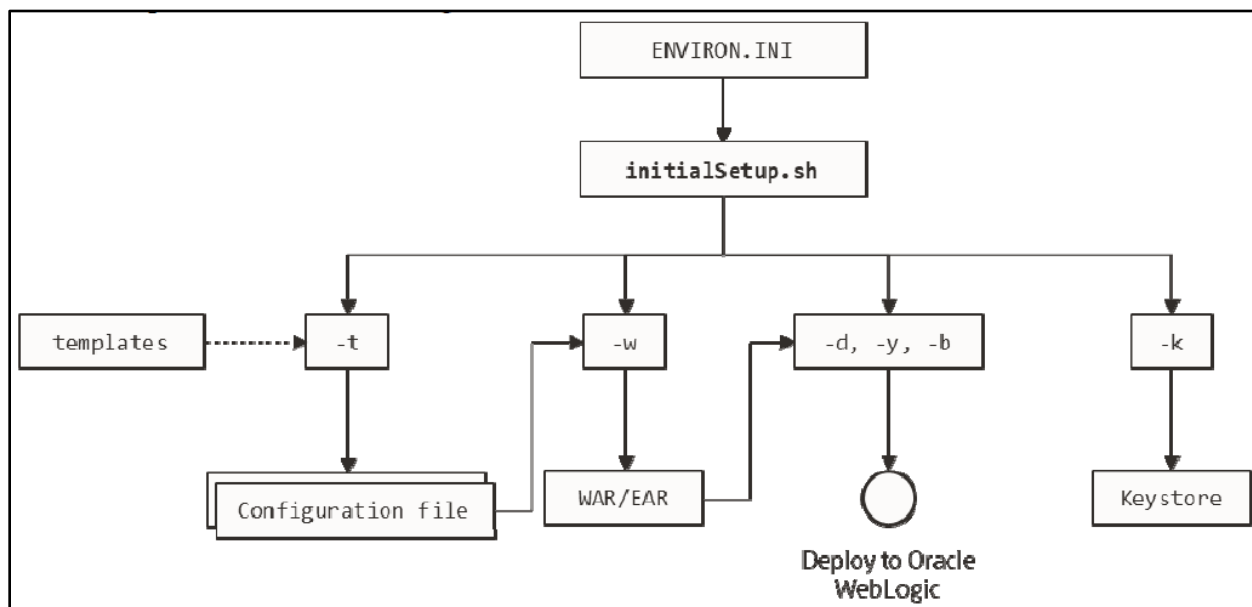 ENVIRON.INI
initialSetup.sh
templates
-t
-w
-d, -y, -b
-k
Configuration file
WAR/EAR
Keystore
Deploy to Oracle
WebLogic